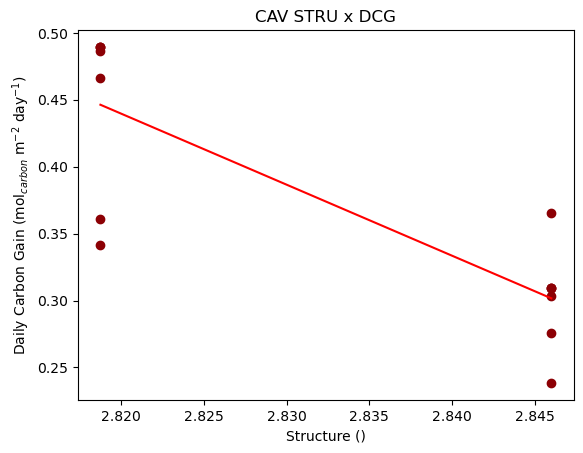 CAV STRU x DCG
0.50
0.45
0.40
0.35
0.30
0.25
Daily Carbon Gain (mol$_{carbon}$ m$^{-2}$ day$^{-1}$)
2.820 2.825 2.830 2.835 2.840 2.845
Structure ()